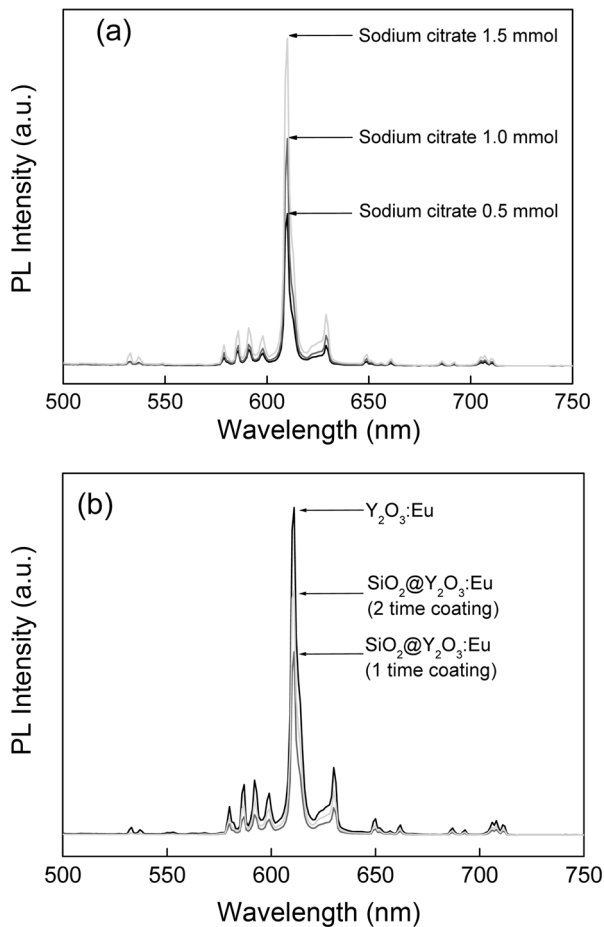 (a)
Sodium citrate 1.5 mmol
Sodium citrate 1.0 mmol
Sodium citrate 0.5 mmol
PL Intensity (a.u.)
500 550 600 650 700 750
Wavelength (nm)
(b)
Y₂O₃:Eu
SiO₂@Y₂O₃:Eu
(2 time coating)
SiO₂@Y₂O₃:Eu
(1 time coating)
PL Intensity (a.u.)
500 550 600 650 700 750
Wavelength (nm)